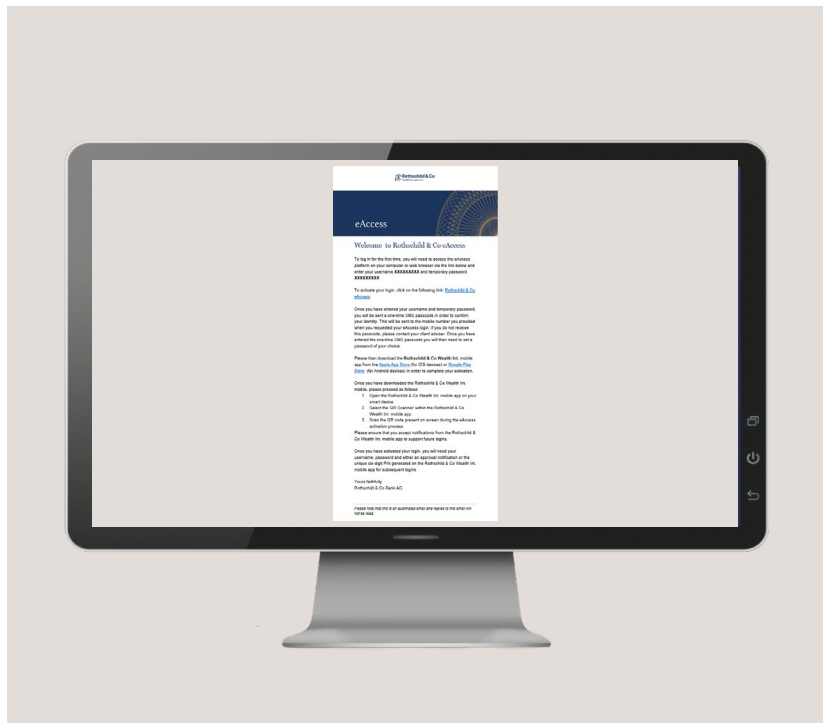 Rothschild & Co
eAccess
Welcome to Rothschild & Co eAccess
To log in for the first time, you will need to access the eAccess
platform on your computer or web browser via the link below and
enter your username XXXXXXXXX and temporary password
XXXXXXXXX
To activate your login, click on the following link: Rothschild & Co
eAccess
Once you have entered your username and temporary password,
you will be sent a one-time SMS passcode in order to confirm
your identity. This will be sent to the mobile number you provided
when you requested your eAccess login. If you do not receive
this passcode, please contact your client adviser. Once you have
entered the one-time SMS passcode you will then need to set a
password of your choice.
Please then download the Rothschild & Co Wealth Int. mobile
app from the Apple App Store (for iOS devices) or Google Play
Store (for Android devices) in order to complete your activation.
Once you have downloaded the Rothschild & Co Wealth Int.
mobile, please proceed as follows:
1. Open the Rothschild & Co Wealth Int. mobile app on your
smart device
2. Select the 'QR Scanner' within the Rothschild & Co
Wealth Int. mobile app
3. Scan the QR code present on screen during the eAccess
activation process
Please ensure that you accept notifications from the Rothschild &
Co Wealth Int. mobile app to support future logins.
Once you have activated your login, you will need your
username, password and either an approval notification or the
unique six-digit PIN generated on the Rothschild & Co Wealth Int.
mobile app for subsequent logins.
Yours faithfully
Rothschild & Co Bank AG
Please note that this is an automated email and replies to this email will
not be read.